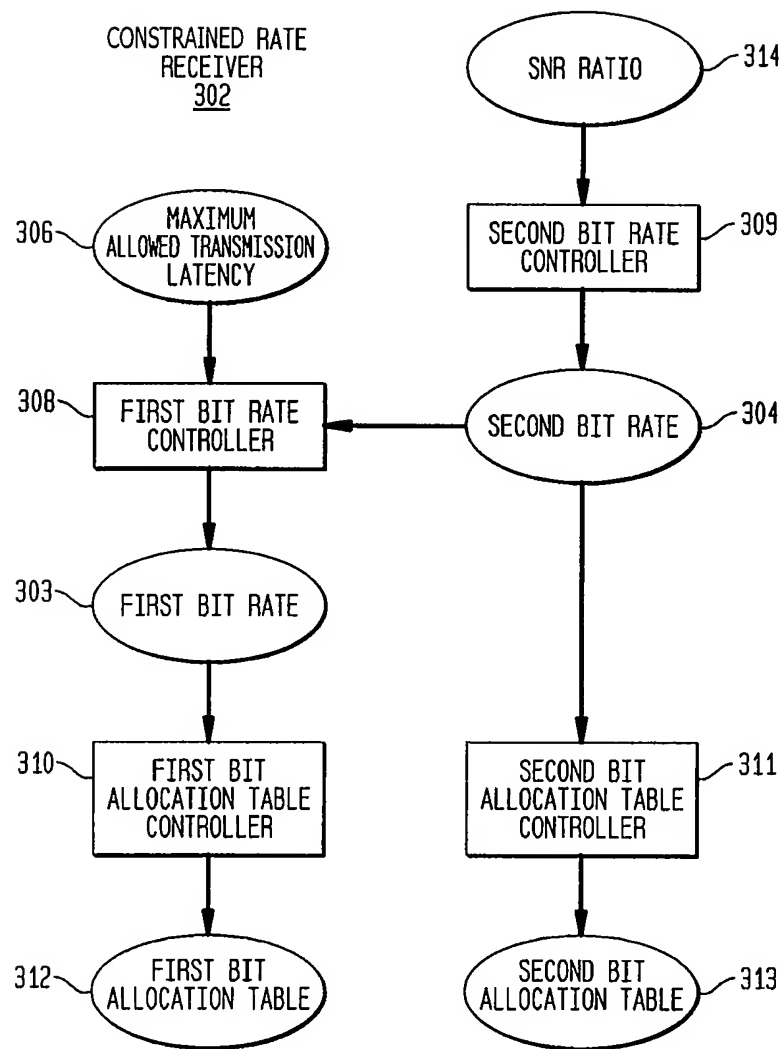 CONSTRAINED RATE
RECEIVER
302
SNR RATIO
314
306
MAXIMUM
ALLOWED TRANSMISSION
LATENCY
SECOND BIT RATE
CONTROLLER
309
308
FIRST BIT RATE
CONTROLLER
SECOND BIT RATE
304
303
FIRST BIT RATE
310
FIRST BIT
ALLOCATION TABLE
CONTROLLER
SECOND BIT
ALLOCATION TABLE
CONTROLLER
311
312
FIRST BIT
ALLOCATION TABLE
SECOND BIT
ALLOCATION TABLE
313